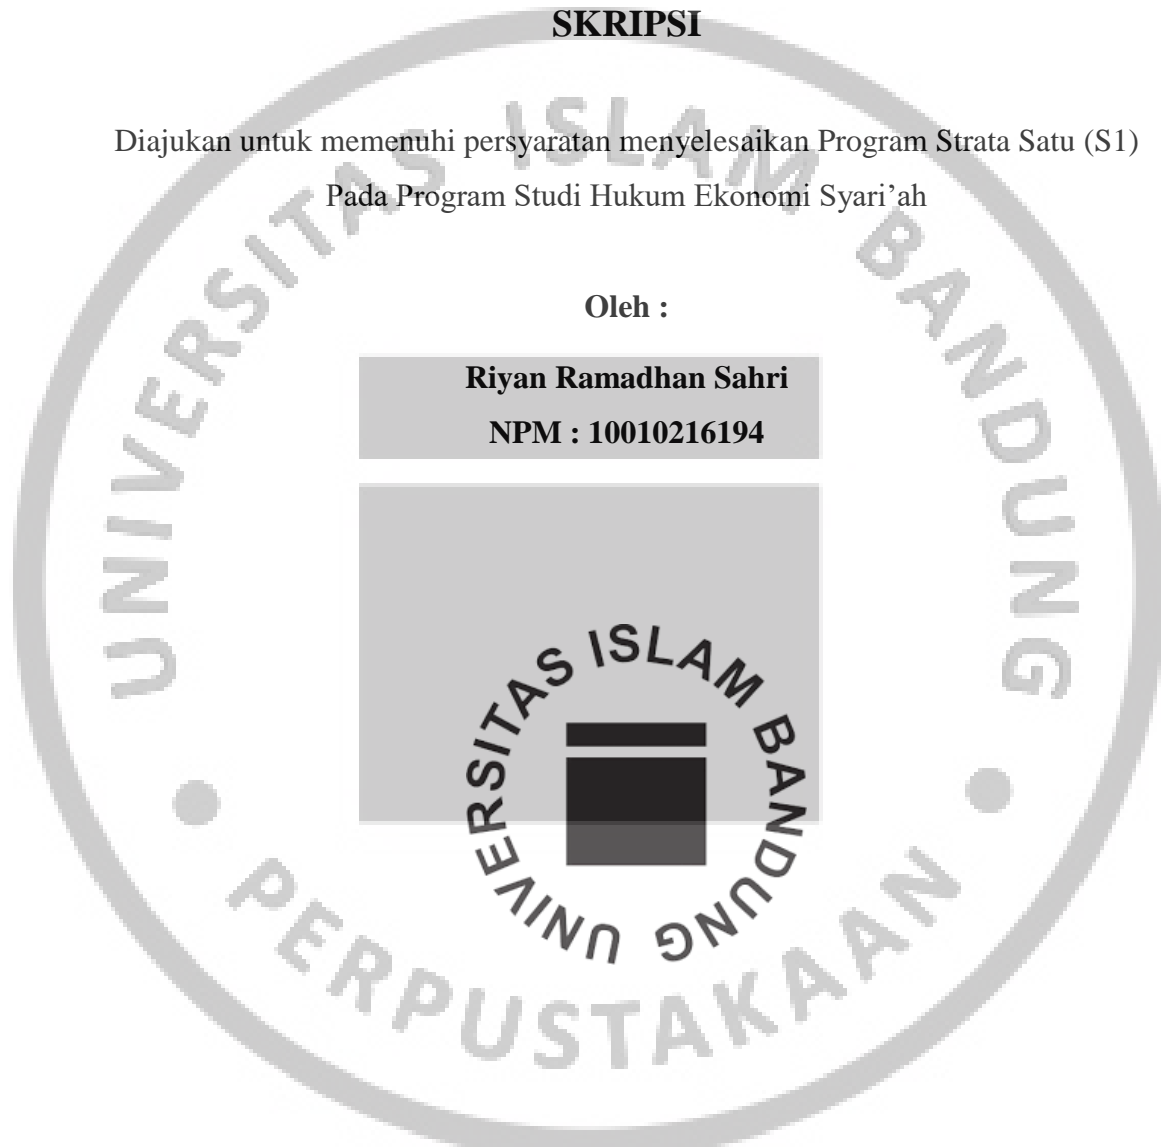 SKRIPSI
Diajukan untuk memenuhi persyaratan menyelesaikan Program Strata Satu (S1)
Pada Program Studi Hukum Ekonomi Syari’ah
Oleh :
Riyan Ramadhan Sahri
NPM : 10010216194
UNIVERSITAS ISLAM BANDUNG
UNIVERSITAS ISLAM BANDUNG
PERPUSTAKAAN